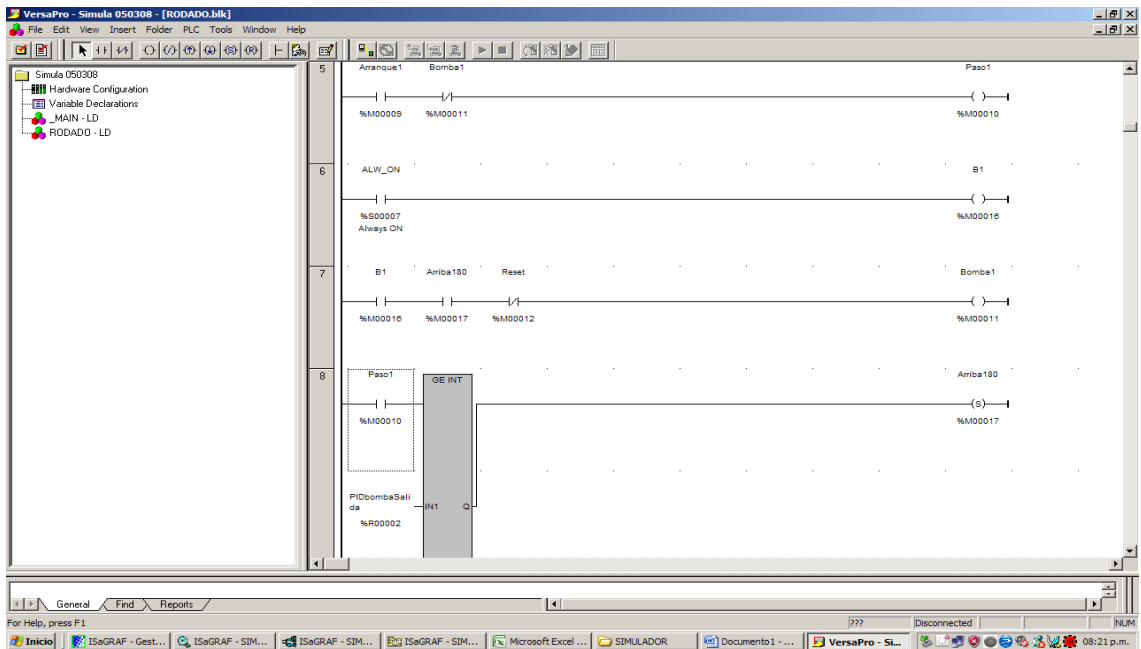 VersaPro - Simula 050308 - [RODADO.blk]
File Edit View Insert Folder PLC Tools Window Help
Simula 050308
Hardware Configuration
Variable Declarations
_MAIN - LD
RODADO - LD
5
Arranque1 Bomba1 Paso1
%M00009 %M00011 %M00010
6
ALW_ON B1
%S00007 %M00016
Always ON
7
B1 Arriba180 Reset Bomba1
%M00016 %M00017 %M00012 %M00011
8
Paso1 GE INT Arriba180
(S)
%M00010 %M00017
PIDbombaSali
da IN1 Q
%R00002
General Find Reports
For Help, press F1 ??? Disconnected NUM
Inicio ISaGRAF - Gest... ISaGRAF - SIM... ISaGRAF - SIM... ISaGRAF - SIM... Microsoft Excel ... SIMULADOR Documento1 - ... VersaPro - Si... 08:21 p.m.